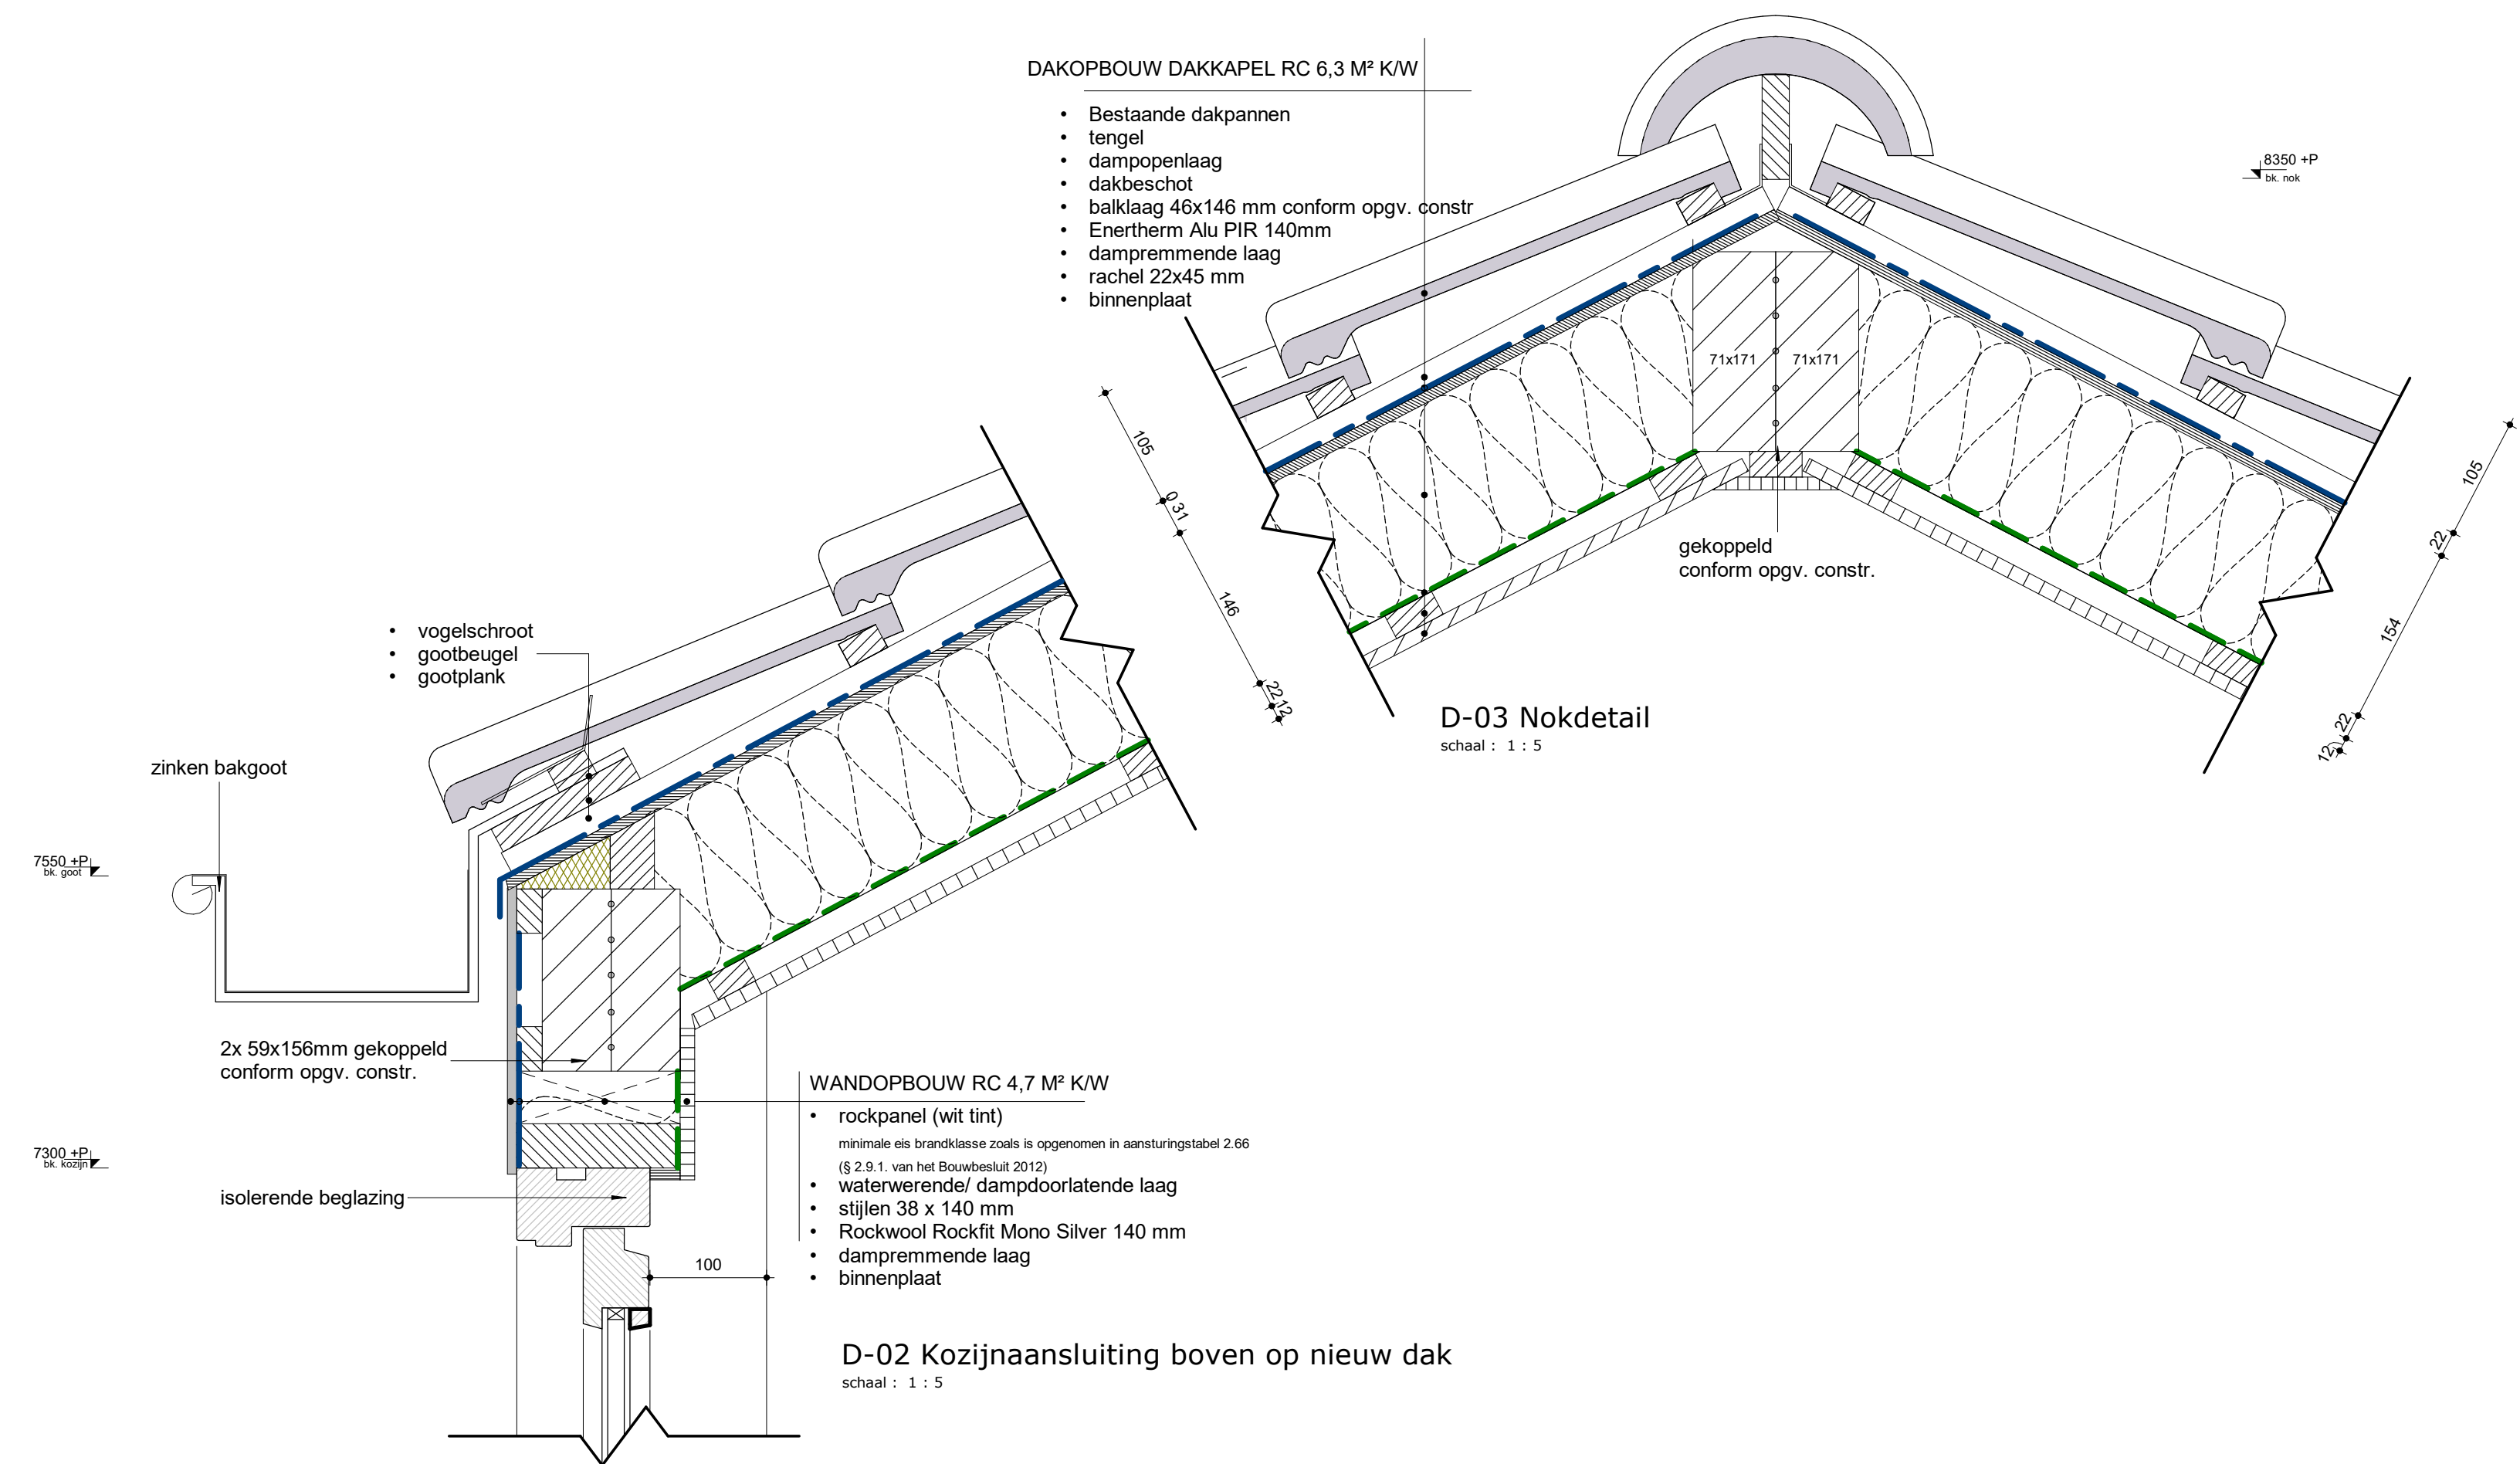 DAKOPBOUW DAKKAPEL RC 6,3 M² K/W
• Bestaande dakpannen
• tengel
• dampopenlaag
• dakbeschot
• balklaag 46x146 mm conform opgv. constr
• Enertherm Alu PIR 140mm
• dampremmende laag
• rachel 22x45 mm
• binnenplaat
8350 +P
bk. nok
71x171
71x171
gekoppeld
conform opgv. constr.
105
0
31
146
22
12
105
22
154
22
12
D-03 Nokdetail
schaal : 1 : 5
• vogelschroot
• gootbeugel
• gootplank
zinken bakgoot
7550 +P
bk. goot
2x 59x156mm gekoppeld
conform opgv. constr.
7300 +P
bk. kozijn
isolerende beglazing
WANDOPBOUW RC 4,7 M² K/W
• rockpanel (wit tint)
minimale eis brandklasse zoals is opgenomen in aansturingstabel 2.66
(§ 2.9.1. van het Bouwbesluit 2012)
• waterwerende/ dampdoorlatende laag
• stijlen 38 x 140 mm
• Rockwool Rockfit Mono Silver 140 mm
• dampremmende laag
• binnenplaat
100
D-02 Kozijnaansluiting boven op nieuw dak
schaal : 1 : 5